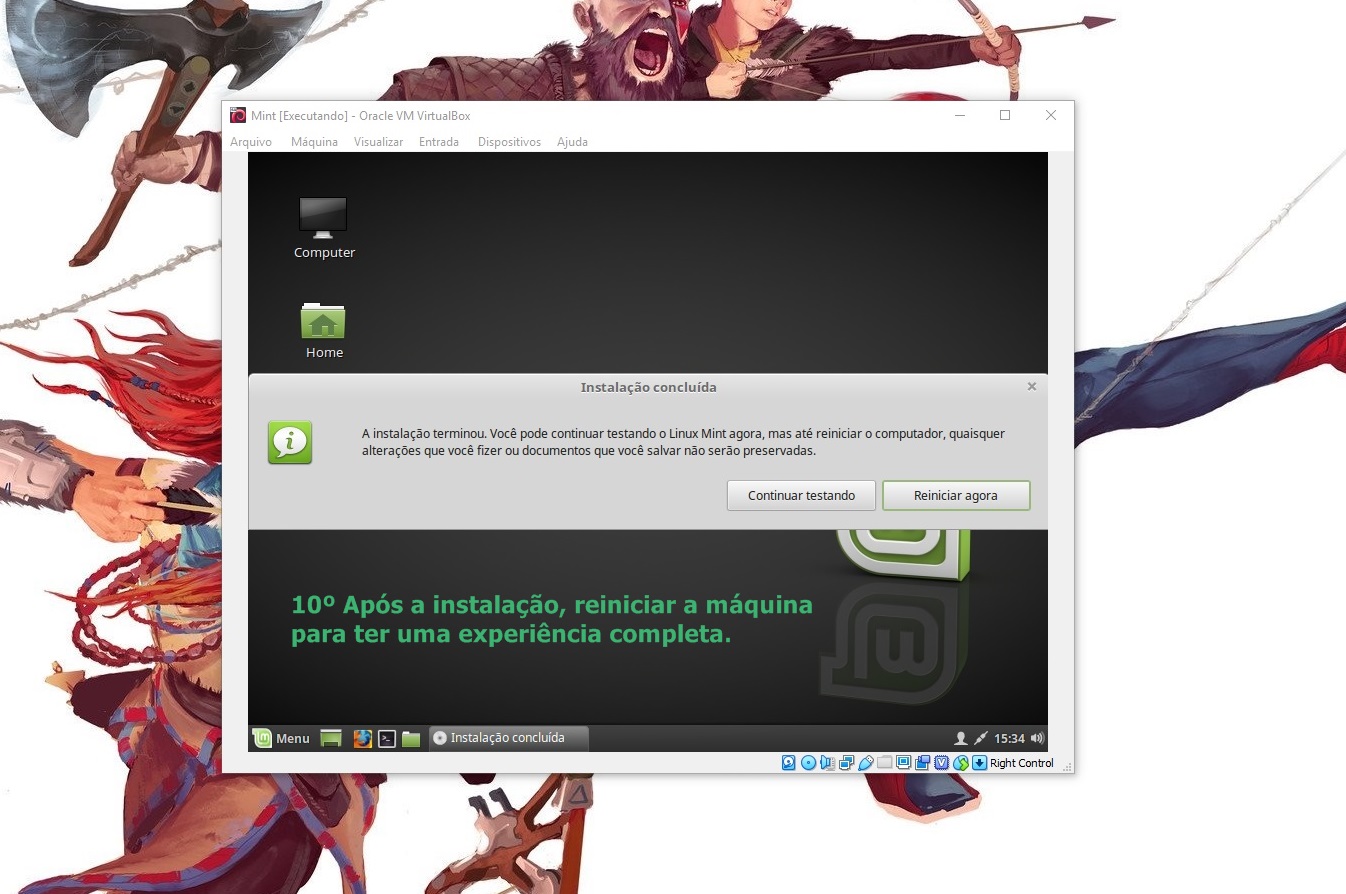 Mint [Executando] - Oracle VM VirtualBox
Arquivo Máquina Visualizar Entrada Dispositivos Ajuda
Computer
Home
Instalação concluída
A instalação terminou. Você pode continuar testando o Linux Mint agora, mas até reiniciar o computador, quaisquer
alterações que você fizer ou documentos que você salvar não serão preservadas.
Continuar testando Reiniciar agora
10º Após a instalação, reiniciar a máquina
para ter uma experiência completa.
Menu Instalação concluída 15:34
Right Control